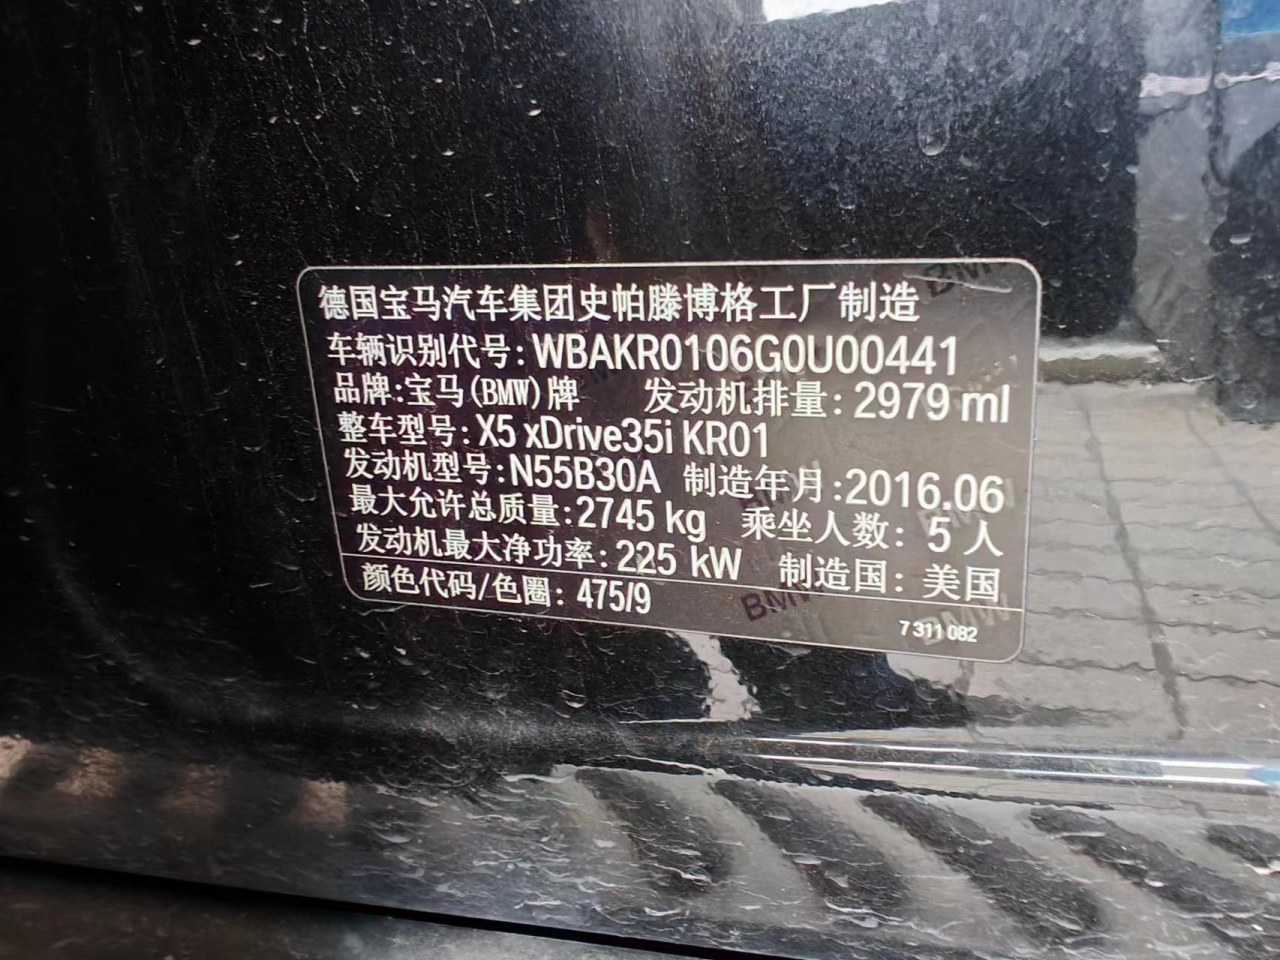 德国宝马汽车集团史帕滕博格工厂制造
车辆识别代号: WBAKR0106G0U00441
品牌: 宝马(BMW)牌 发动机排量: 2979 ml
整车型号: X5 xDrive35i KR01
发动机型号: N55B30A 制造年月: 2016.06
最大允许总质量: 2745 kg 乘坐人数: 5 人
发动机最大净功率: 225 kW 制造国: 美国
颜色代码/色圈: 475/9
7 311 082
BMW
BMW
BMW